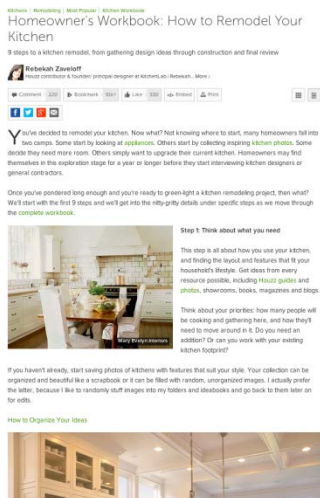 Kitchens | Remodeling | Most Popular | Kitchen Workbook
Homeowner's Workbook: How to Remodel Your
Kitchen
9 steps to a kitchen remodel, from gathering design ideas through construction and final review
Rebekah Zaveloff
Houzz contributor & founder/ principal designer at KitchenLab | Rebekah... More
Comment
Bookmark
Like
Embed
Print
You've decided to remodel your kitchen. Now what? Not knowing where to start, many homeowners fall into
two camps. Some start by looking at appliances. Others start by collecting inspiring kitchen photos. Some
decide they need more room. Others simply want to upgrade their current kitchen. Homeowners may find
themselves in this exploration stage for a year or longer before they start interviewing kitchen designers or
general contractors.
Once you've pondered long enough and you're ready to green-light a kitchen remodeling project, then what?
We'll start with the first 9 steps and we'll get into the nitty-gritty details under specific steps as we move through
the complete workbook.
Step 1: Think about what you need
This step is all about how you use your kitchen,
and finding the layout and features that fit your
household's lifestyle. Get ideas from every
resource possible, including Houzz guides and
photos, showrooms, books, magazines and blogs.
Think about your priorities: how many people will
be cooking and gathering here, and how they'll
need to move around in it. Do you need an
addition? Or can you work with your existing
kitchen footprint?
Mary Evelyn Interiors
If you haven't already, start saving photos of kitchens with features that suit your style. Your collection can be
organized and beautiful like a scrapbook or it can be filled with random, unorganized images. I actually prefer
the latter, because I like to randomly stuff images into my folders and ideabooks and go back to them later on
for edits.
How to Organize Your Ideas